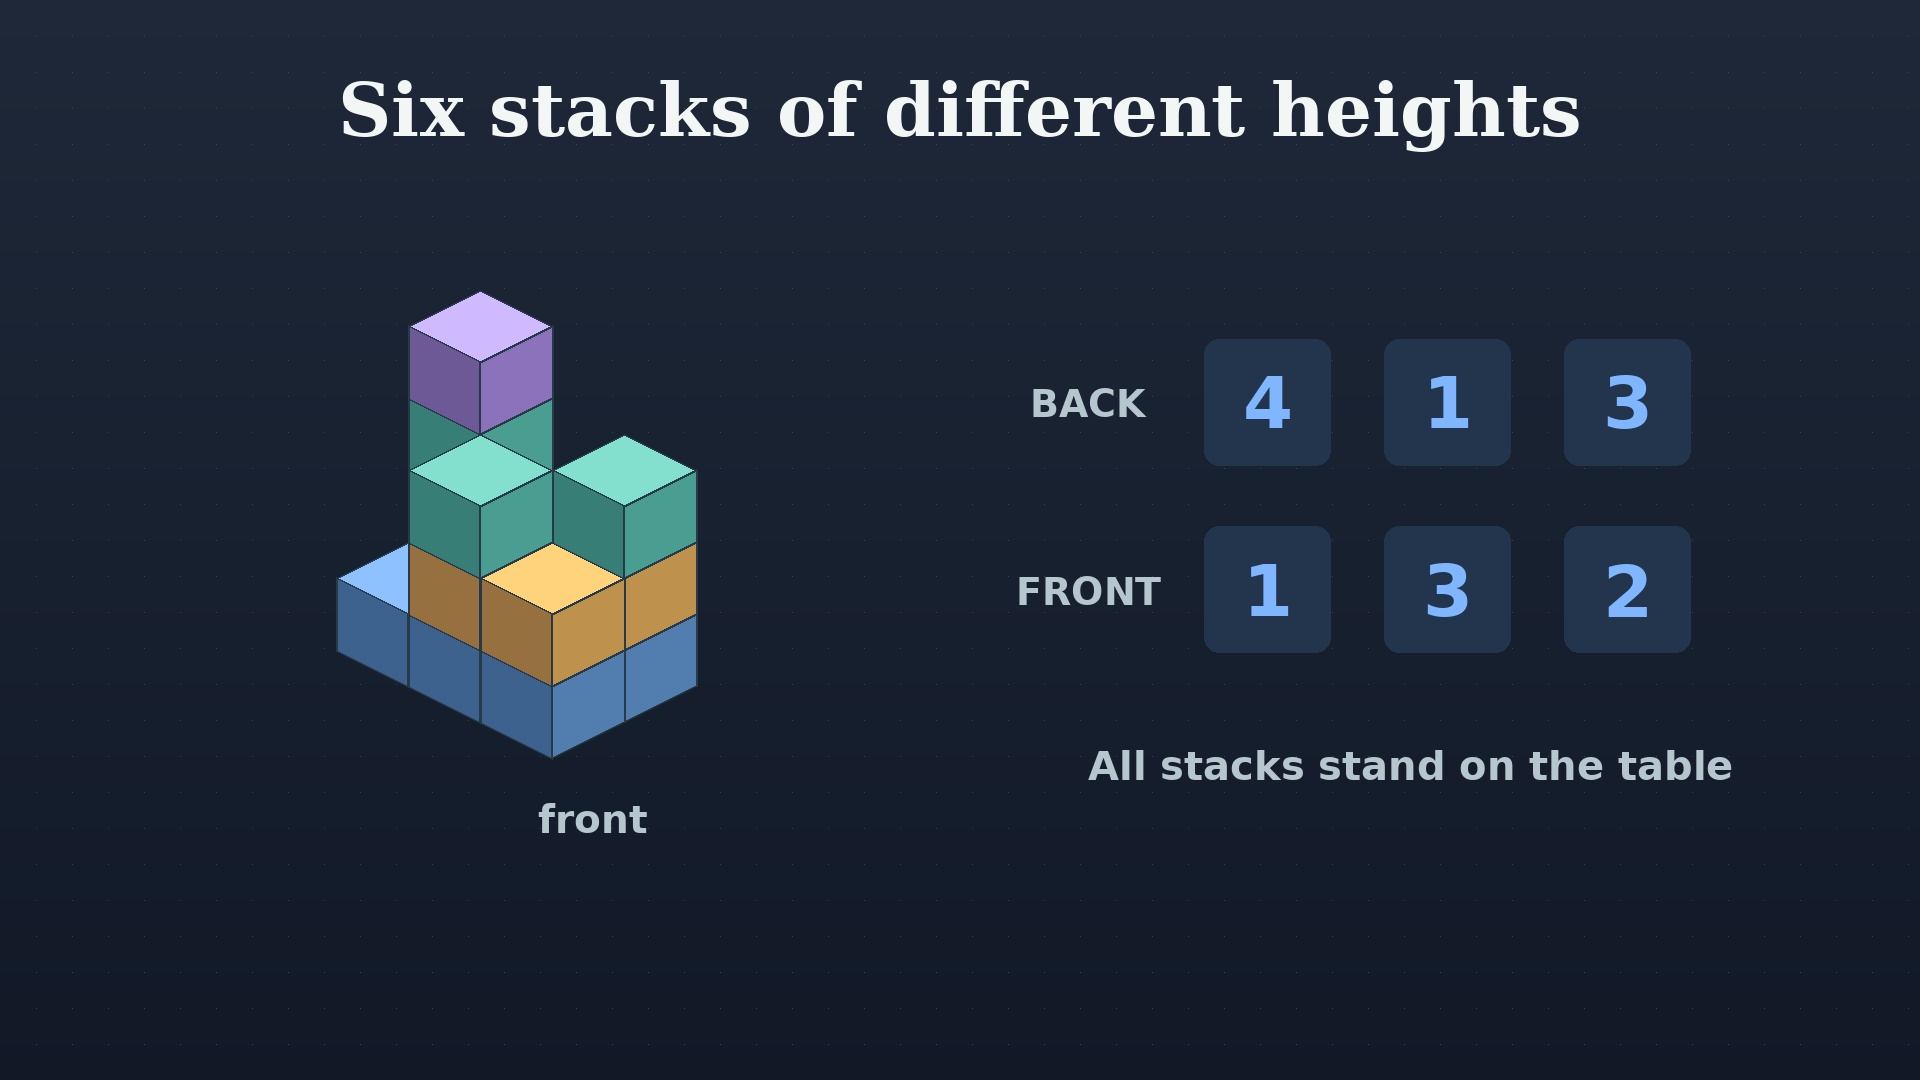 Six stacks of different heights
BACK 4 1 3
FRONT 1 3 2
All stacks stand on the table
front